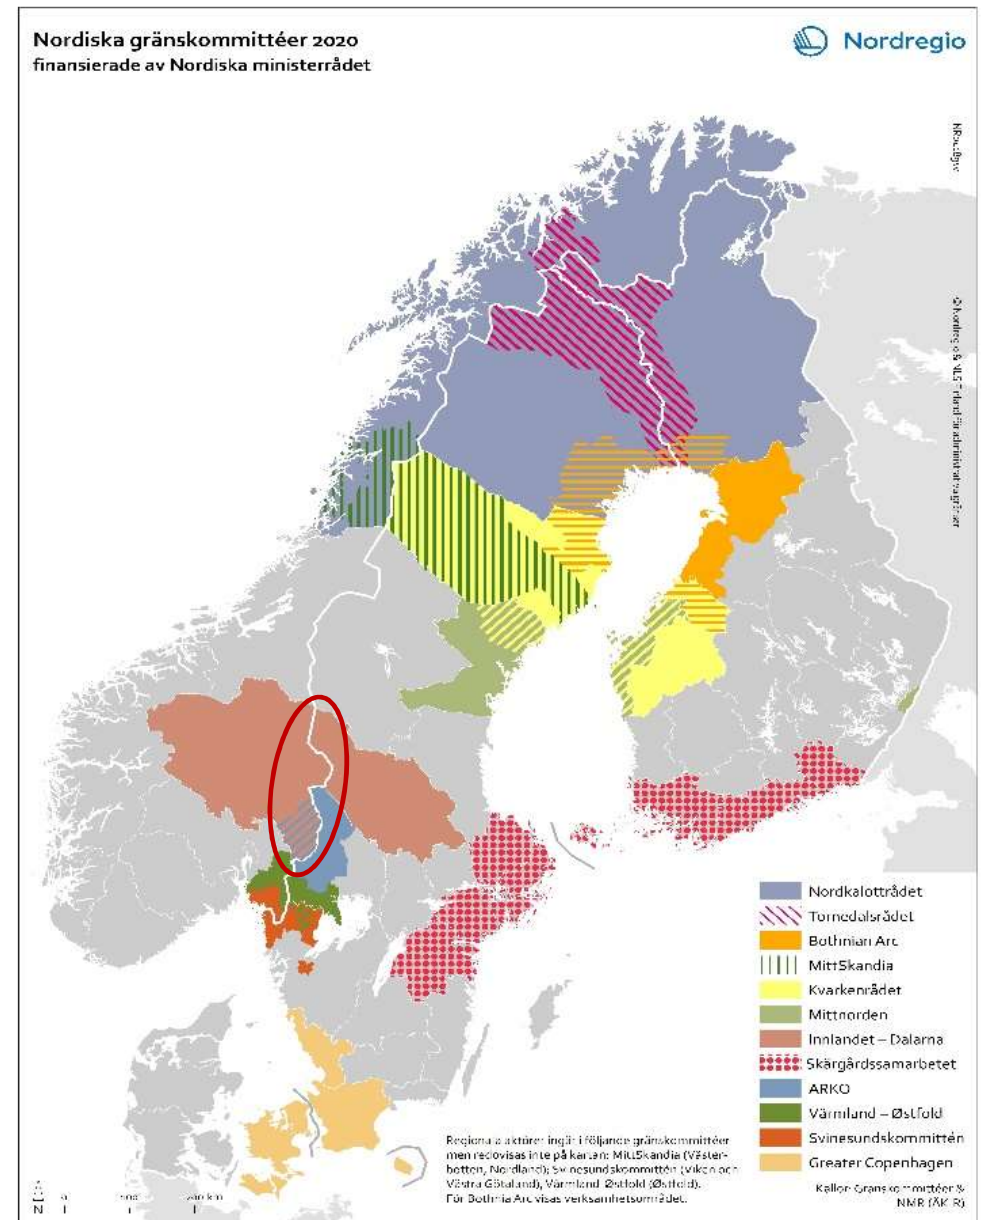 Nordiska gränskommittéer 2020
finansierade av Nordiska ministerrådet
Nordregio
Nordkalottrådet
Tornedalsrådet
Bothnian Arc
MittSkandia
Kvarkenrådet
Mittnorden
Innlandet – Dalarna
Skärgårdssamarbetet
ARKO
Värmland – Østfold
Svinesundskommittén
Greater Copenhagen
Regionala aktörer ingår i följande gränskommittéer
men redovisas inte på kartan: MittSkandia (Väster-
botten, Nordland); Svinesundskommittén (Viken och
Västra Götaland), Värmland-Østfold (Østfold).
För Bothnia Arc visas verksamhetsområdet.
Källor: Gränskommittéer &
NMR (ÄK-R)
N